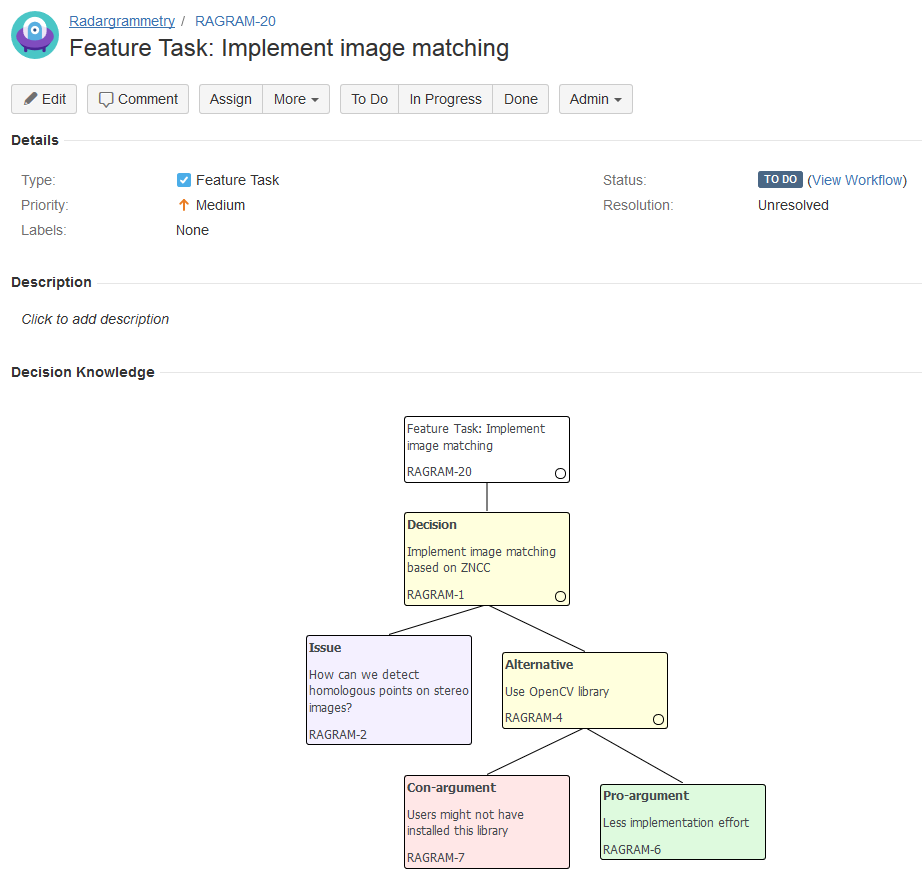 Radargrammetry / RAGRAM-20
Feature Task: Implement image matching
Edit Comment Assign More To Do In Progress Done Admin
Details
Type: Feature Task Status: TO DO (View Workflow)
Priority: Medium Resolution: Unresolved
Labels: None
Description
Click to add description
Decision Knowledge
Feature Task: Implement
image matching
RAGRAM-20
Decision
Implement image matching
based on ZNCC
RAGRAM-1
Issue
How can we detect
homologous points on stereo
images?
RAGRAM-2
Alternative
Use OpenCV library
RAGRAM-4
Con-argument
Users might not have
installed this library
RAGRAM-7
Pro-argument
Less implementation effort
RAGRAM-6